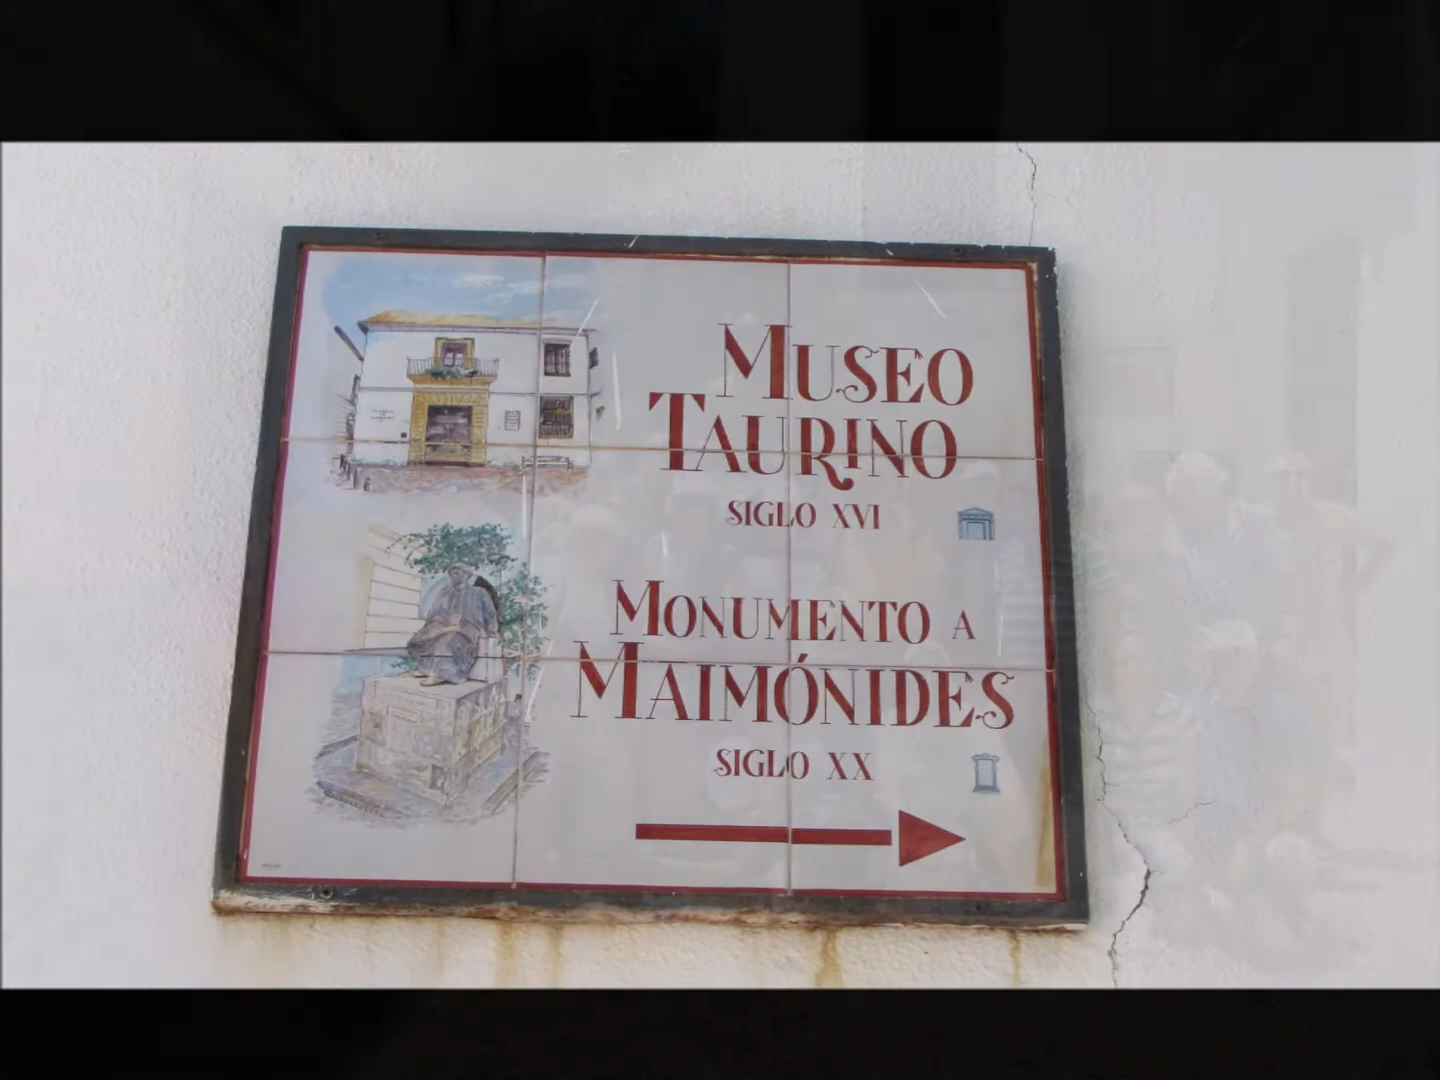 MUSEO
TAURINO
SIGLO XVI
MONUMENTO A
MAIMÓNIDES
SIGLO XX